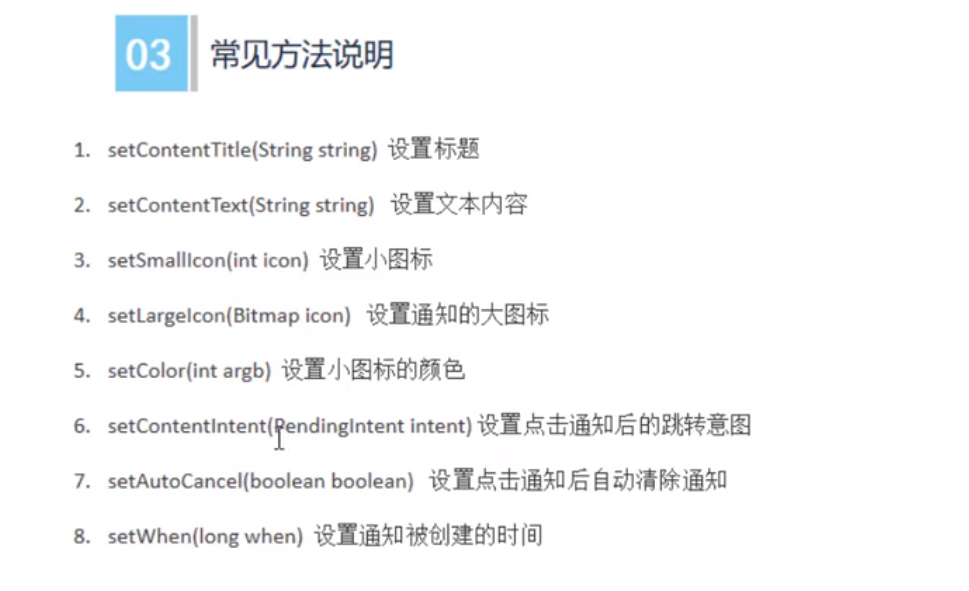 03 常见方法说明
1. setContentTitle(String string) 设置标题
2. setContentText(String string) 设置文本内容
3. setSmallIcon(int icon) 设置小图标
4. setLargeIcon(Bitmap icon) 设置通知的大图标
5. setColor(int argb) 设置小图标的颜色
6. setContentIntent(PendingIntent intent) 设置点击通知后的跳转意图
7. setAutoCancel(boolean boolean) 设置点击通知后自动清除通知
8. setWhen(long when) 设置通知被创建的时间